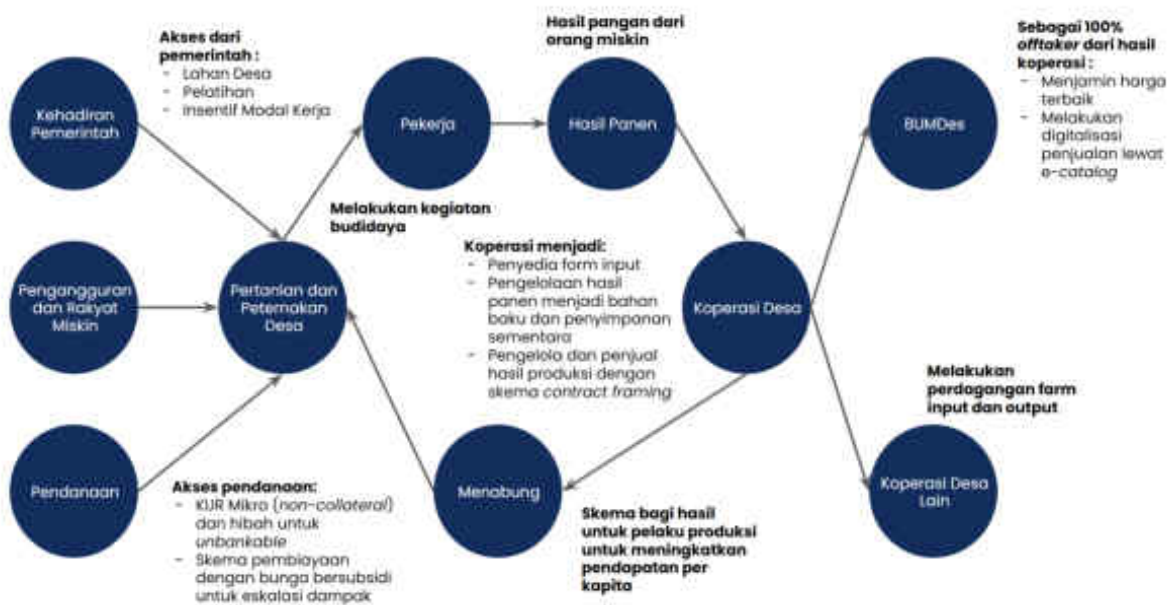 Akses dari
pemerintah :
- Lahan Desa
- Pelatihan
- Insentif Modal Kerja
Hasil pangan dari
orang miskin
Sebagai 100%
offtaker dari hasil
koperasi :
- Menjamin harga
terbaik
- Melakukan
digitalisasi
penjualan lewat
e-catalog
Kehadiran
Pemerintah
Pekerja
Hasil Panen
BUMDes
Melakukan kegiatan
budidaya
Koperasi menjadi:
- Penyedia form input
- Pengelolaan hasil
panen menjadi bahan
baku dan penyimpanan
sementara
- Pengelola dan penjual
hasil produksi dengan
skema contract framing
Pengangguran
dan Rakyat
Miskin
Pertanian dan
Peternakan
Desa
Koperasi Desa
Melakukan
perdagangan farm
input dan output
Pendanaan
Akses pendanaan:
- KUR Mikro (non-collateral)
dan hibah untuk
unbankable
- Skema pembiayaan
dengan bunga bersubsidi
untuk eskalasi dampak
Menabung
Skema bagi hasil
untuk pelaku produksi
untuk meningkatkan
pendapatan per
kapita
Koperasi Desa
Lain